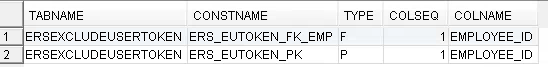 TABNAME CONSTNAME TYPE COLSEQ COLNAME
1 ERSEXCLUDEUSERTOKEN ERS_EUTOKEN_FK_EMP F 1 EMPLOYEE_ID
2 ERSEXCLUDEUSERTOKEN ERS_EUTOKEN_PK P 1 EMPLOYEE_ID